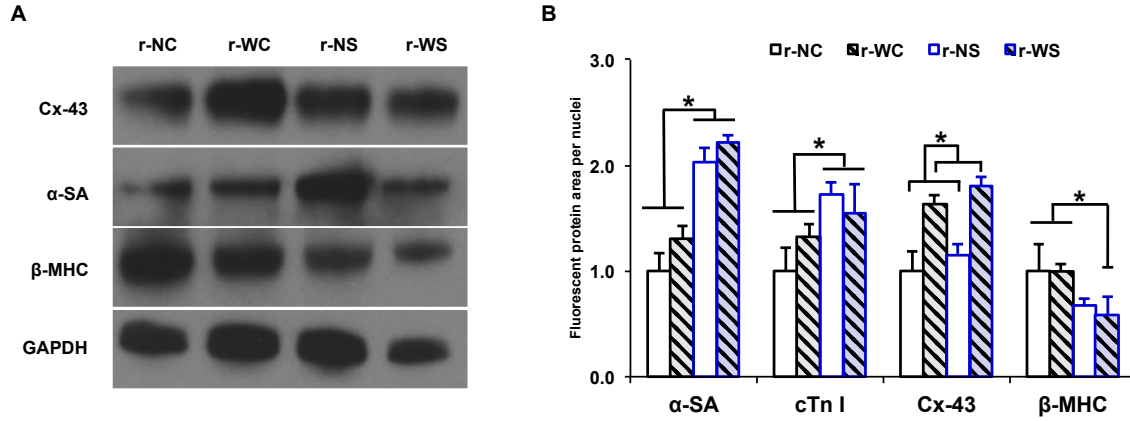 A
r-NC r-WC r-NS r-WS
Cx-43
α-SA
β-MHC
GAPDH
B
r-NC r-WC r-NS r-WS
Fluorescent protein area per nuclei
3.0
2.0
1.0
0.0
*
*
*
*
α-SA cTn I Cx-43 β-MHC